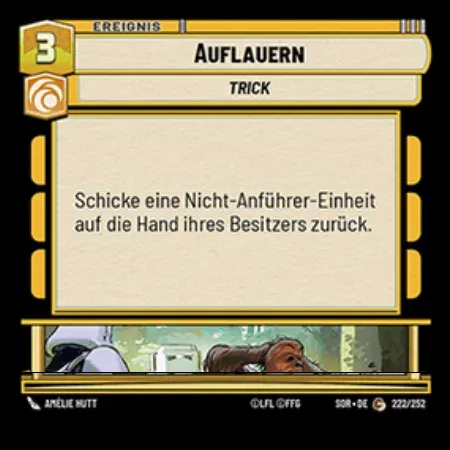 EREIGNIS
3
AUFLAUERN
TRICK
Schicke eine Nicht-Anführer-Einheit
auf die Hand ihres Besitzers zurück.
AMÉLIE HUTT ©LFL ©FFG SOR • DE C 222/252